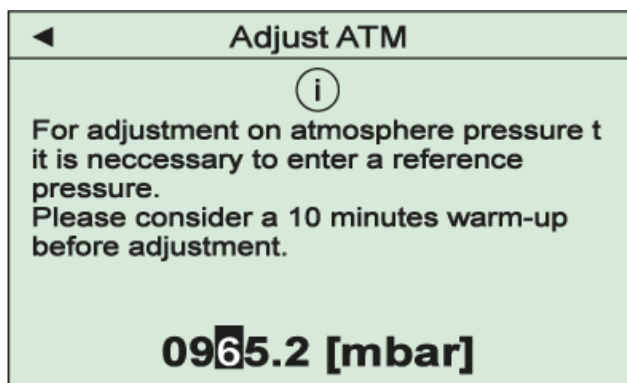 Adjust ATM
i
For adjustment on atmosphere pressure t
it is neccessary to enter a reference
pressure.
Please consider a 10 minutes warm-up
before adjustment.
0965.2 [mbar]